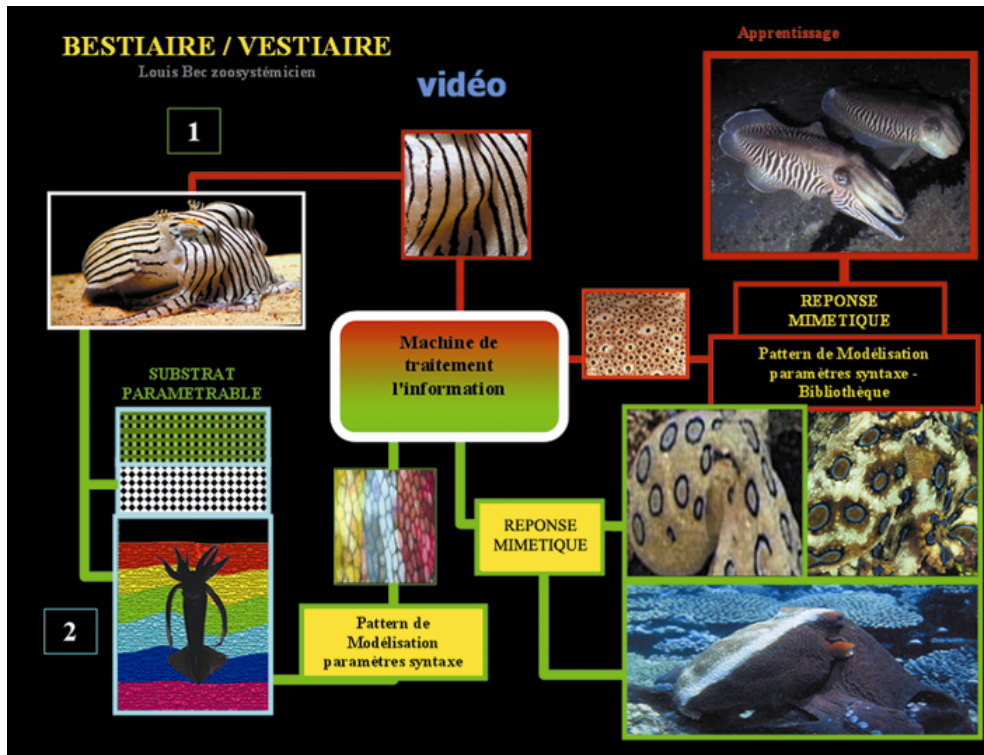 BESTIAIRE / VESTIAIRE
Louis Bec zoosystémicien
vidéo
Apprentissage
1
Machine de
traitement
l'information
REPONSE
MIMETIQUE
Pattern de Modélisation
paramètres syntaxe -
Bibliothèque
SUBSTRAT
PARAMETRABLE
REPONSE
MIMETIQUE
2
Pattern de
Modélisation
paramètres syntaxe